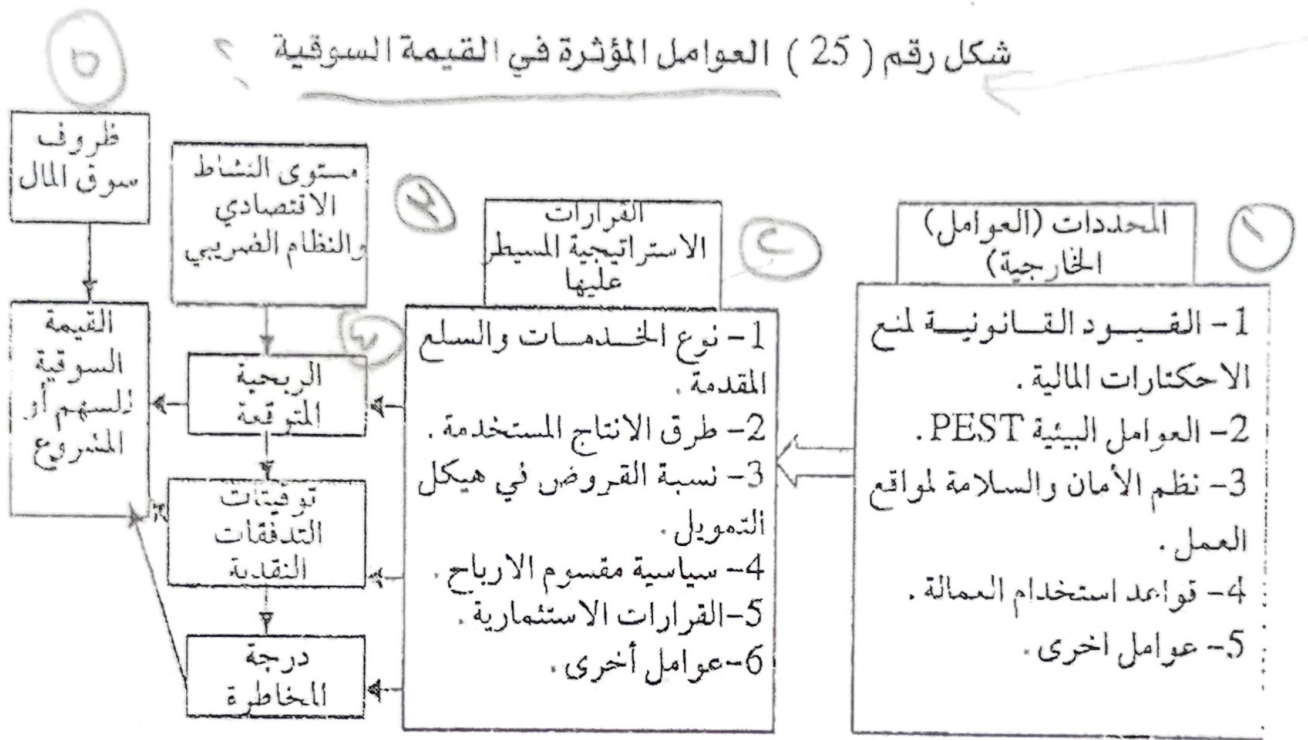 شكل رقم ( 25 ) العوامل المؤثرة في القيمة السوقية
١
المحددات (العوامل)
الخارجية)
1- القيود القانونية لمنع
الاحكتارات المالية .
2- العوامل البيئية PEST .
3- نظم الأمان والسلامة لمواقع
العمل .
4- قواعد استخدام العمالة .
5- عوامل اخرى .
القرارات
الاستراتيجية المسيطر
عليها
1- نوع الخدمات والسلع
المقدمة .
2- طرق الانتاج المستخدمة .
3- نسبة القروض في هيكل
التمويل .
4- سياسية مقسوم الارباح .
5-القرارات الاستثمارية .
6-عوامل أخرى .
مستوى النشاط
الاقتصادي
والنظام الضريبي
الربحية
المتوقعة
توقيتات
التدفقات
النقدية
درجة
المخاطرة
٥
ظروف
سوق المال
القيمة
السوقية
للسهم أو
المشروع